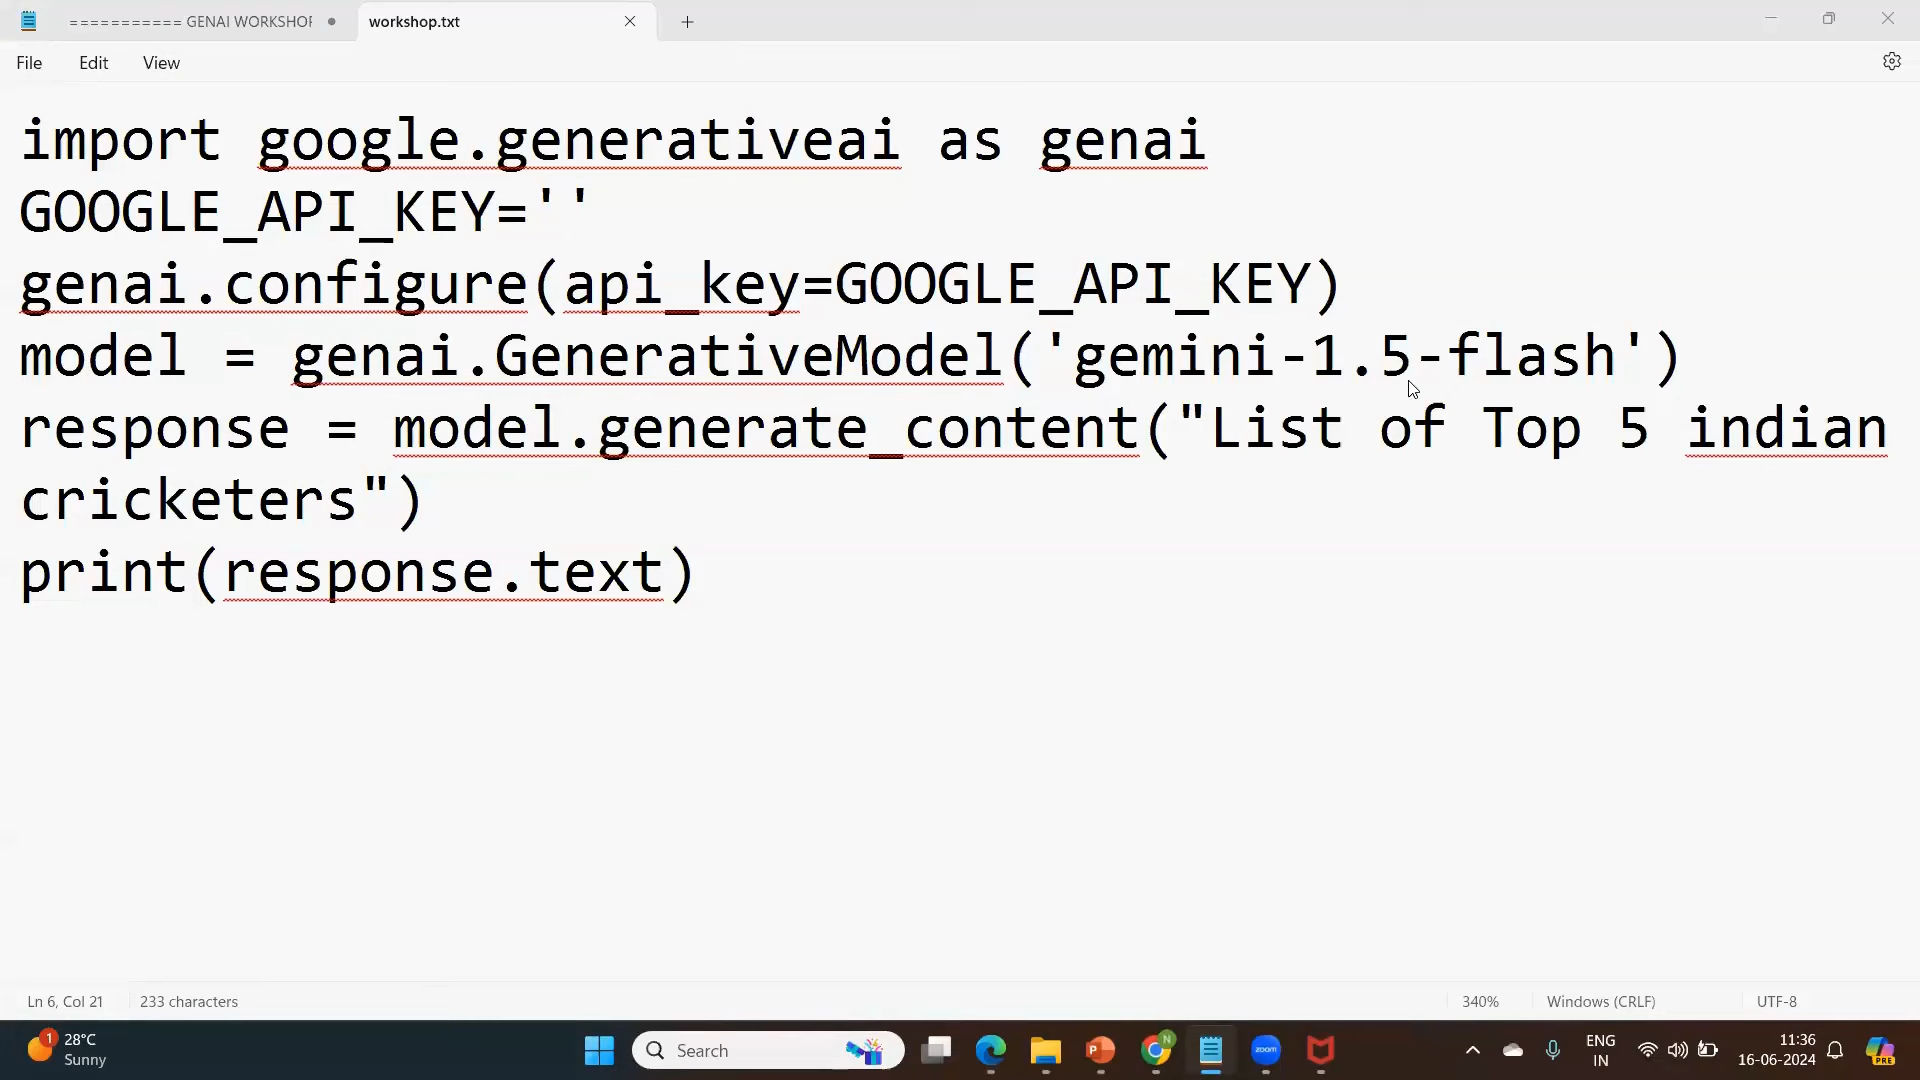 =========== GENAI WORKSHOP
workshop.txt
File Edit View
import google.generativeai as genai
GOOGLE_API_KEY=''
genai.configure(api_key=GOOGLE_API_KEY)
model = genai.GenerativeModel('gemini-1.5-flash')
response = model.generate_content("List of Top 5 indian
cricketers")
print(response.text)
Ln 6, Col 21 233 characters 340% Windows (CRLF) UTF-8
1 28°C
Sunny
Search
N
zoom
ENG
IN
11:36
16-06-2024
PRE